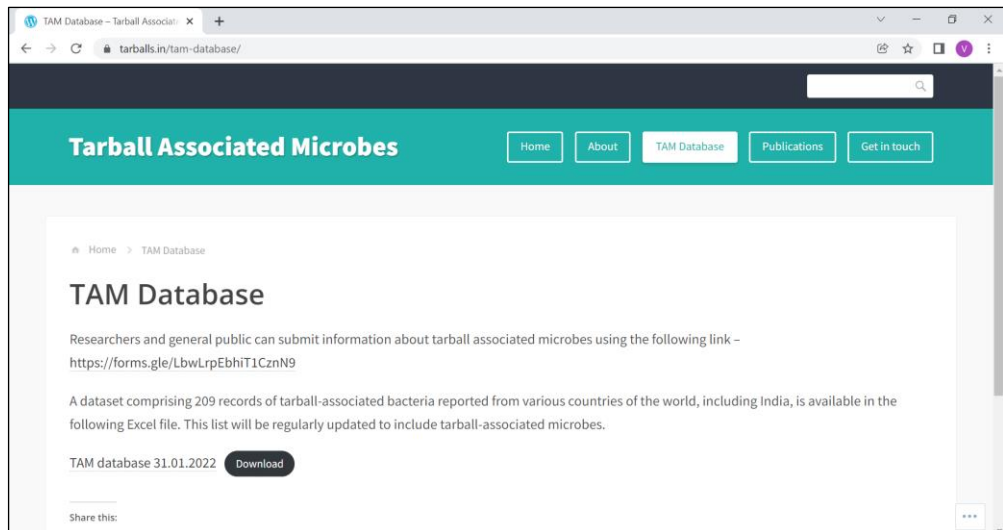 TAM Database – Tarball Associat
tarballs.in/tam-database/
V
Tarball Associated Microbes
Home
About
TAM Database
Publications
Get in touch
Home > TAM Database
TAM Database
Researchers and general public can submit information about tarball associated microbes using the following link –
https://forms.gle/LbwLrpEbhiT1CznN9
A dataset comprising 209 records of tarball-associated bacteria reported from various countries of the world, including India, is available in the
following Excel file. This list will be regularly updated to include tarball-associated microbes.
TAM database 31.01.2022 Download
Share this: